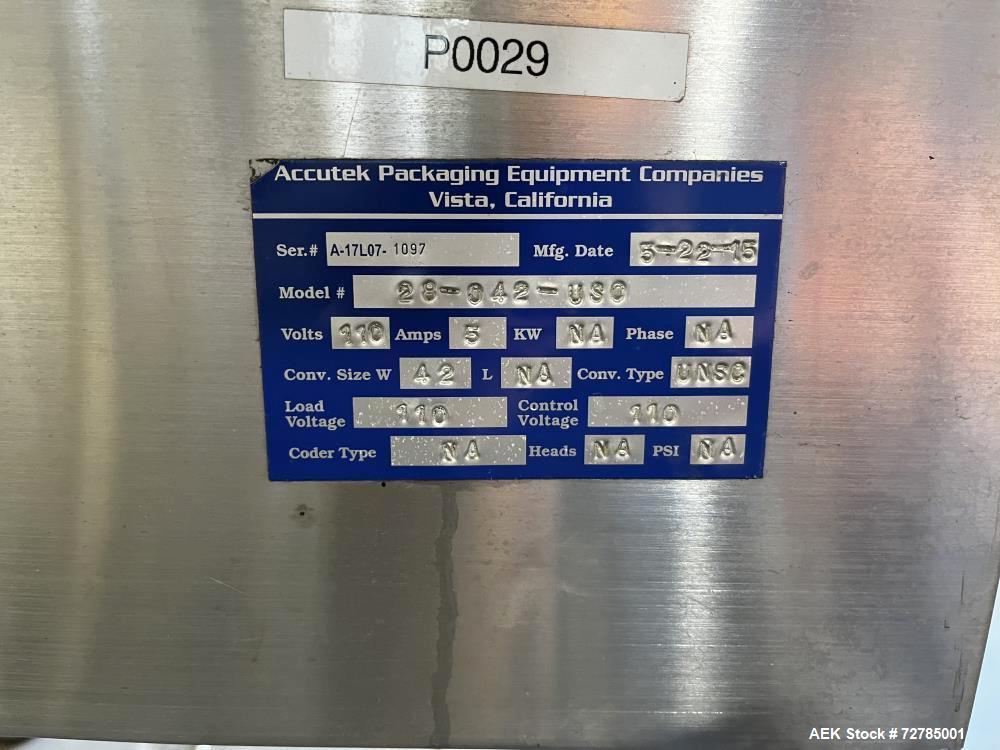 P0029
Accutek Packaging Equipment Companies
Vista, California
Ser.# A-17L07- 1097 Mfg. Date 5-22-15
Model # 28-042-USO
Volts 110 Amps 5 KW NA Phase NA
Conv. Size W 42 L NA Conv. Type UNSC
Load Voltage 110 Control Voltage 110
Coder Type NA Heads NA PSI NA
AEK Stock #72785001